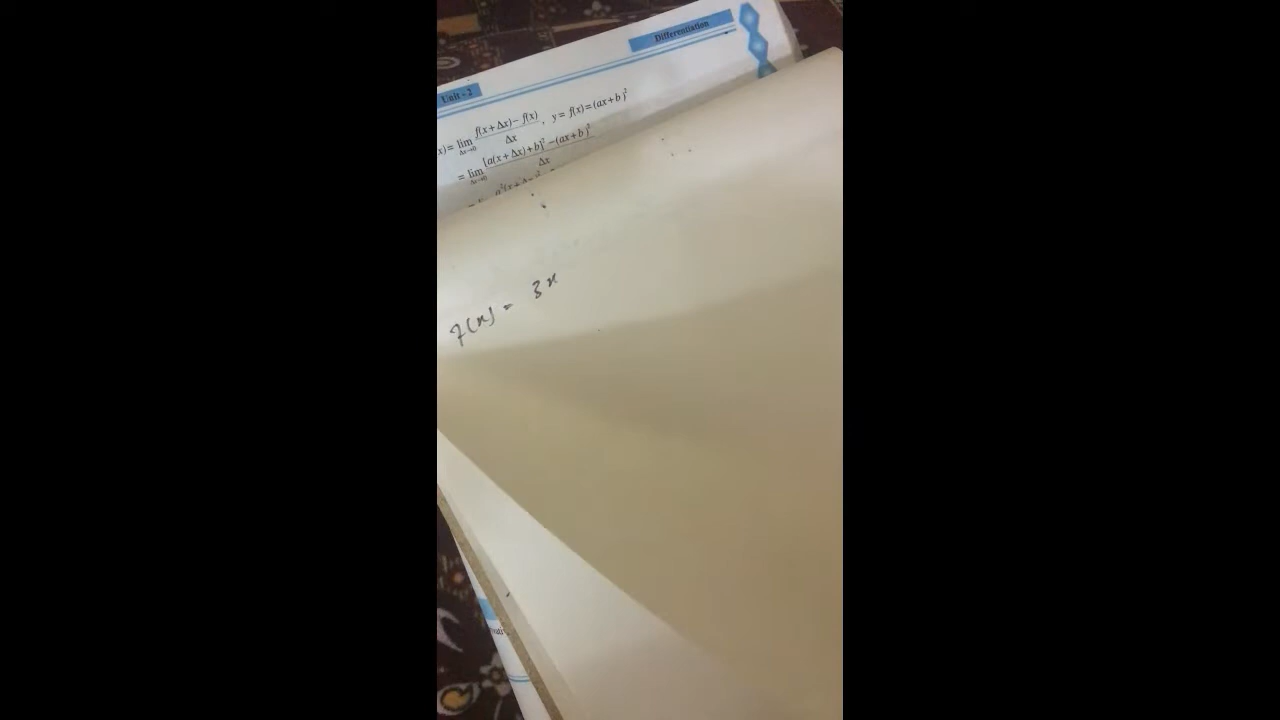 Differentiation
Unit - 2
x) = lim Δx→0 f(x + Δx) − f(x) / Δx , y = f(x) = (ax + b)²
= lim Δx→0 [a(x + Δx) + b]² − (ax + b)² / Δx
f(x) = 3x